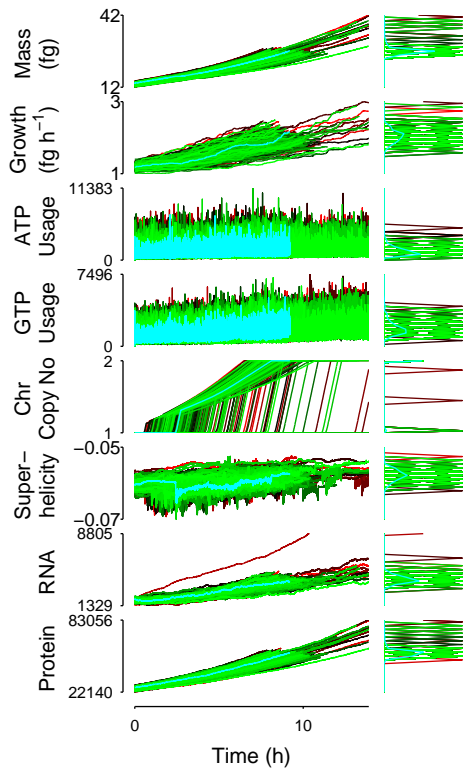 42
Mass
(fg)
12
3
Growth
(fg h−1)
1
11383
ATP
Usage
0
7496
GTP
Usage
0
2
Chr
Copy No
1
−0.05
Super−
helicity
−0.07
8805
RNA
1329
83056
Protein
22140
0
10
Time (h)